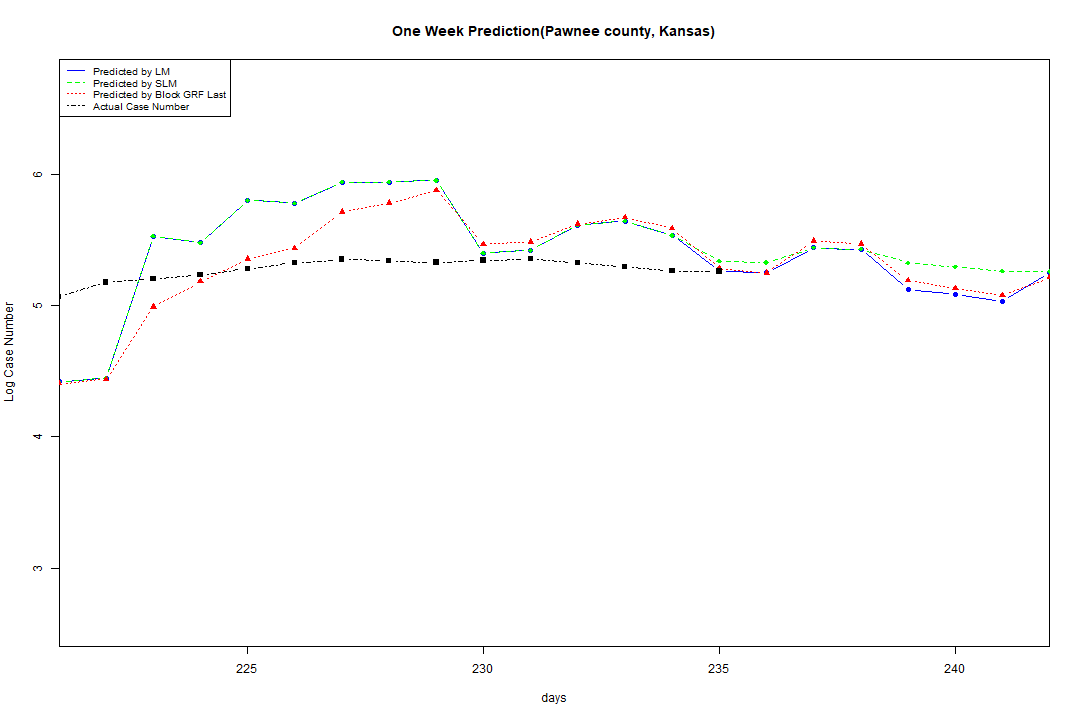 One Week Prediction(Pawnee county, Kansas)
Predicted by LM
Predicted by SLM
Predicted by Block GRF Last
Actual Case Number
6
5
4
3
Log Case Number
225 230 235 240
days